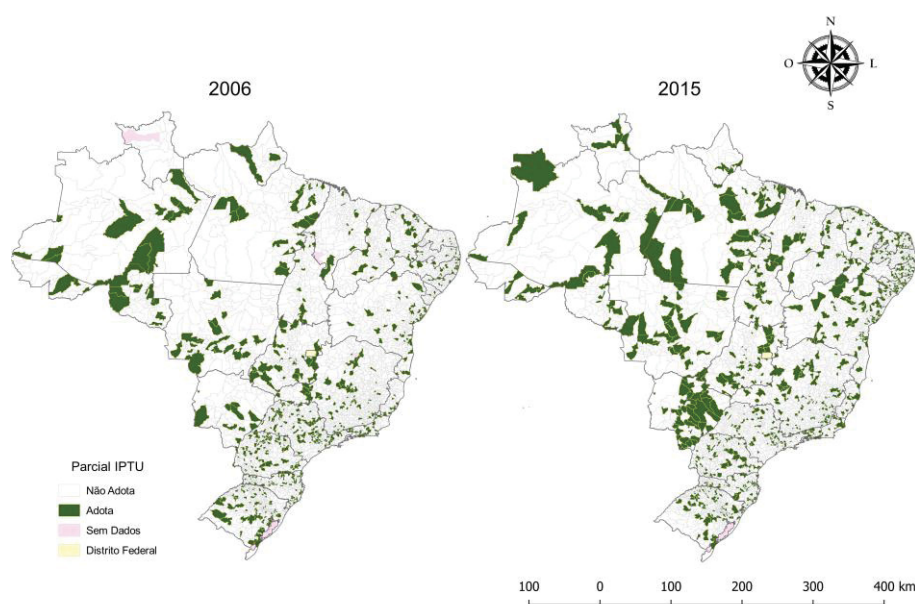 N
O L
S
2006 2015
Parcial IPTU
Não Adota
Adota
Sem Dados
Distrito Federal
100 0 100 200 300 400 km